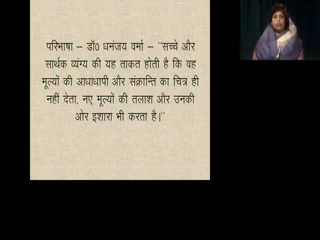 परिभाषा – डॉ0 धनंजय वर्मा – "सच्चे और
सार्थक व्यंग्य की यह ताकत होती है कि वह
मूल्यों की आधाधापी और संक्रान्ति का चित्र ही
नहीं देता, नए मूल्यों की तलाश और उनकी
ओर इशारा भी करता है।"